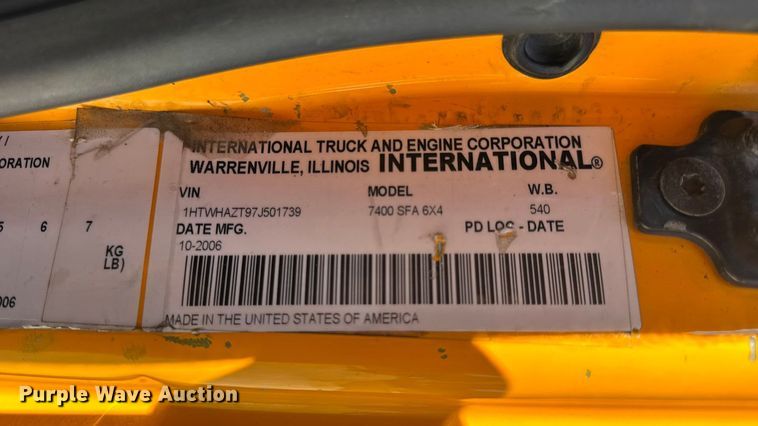 Y /
ORATION
5 6 7
KG
LB)
006
INTERNATIONAL TRUCK AND ENGINE CORPORATION
WARRENVILLE, ILLINOIS INTERNATIONAL®
VIN MODEL W.B.
1HTWHAZT97J501739 7400 SFA 6X4 540
DATE MFG. PD LOC - DATE
10-2006
MADE IN THE UNITED STATES OF AMERICA
Purple Wave Auction